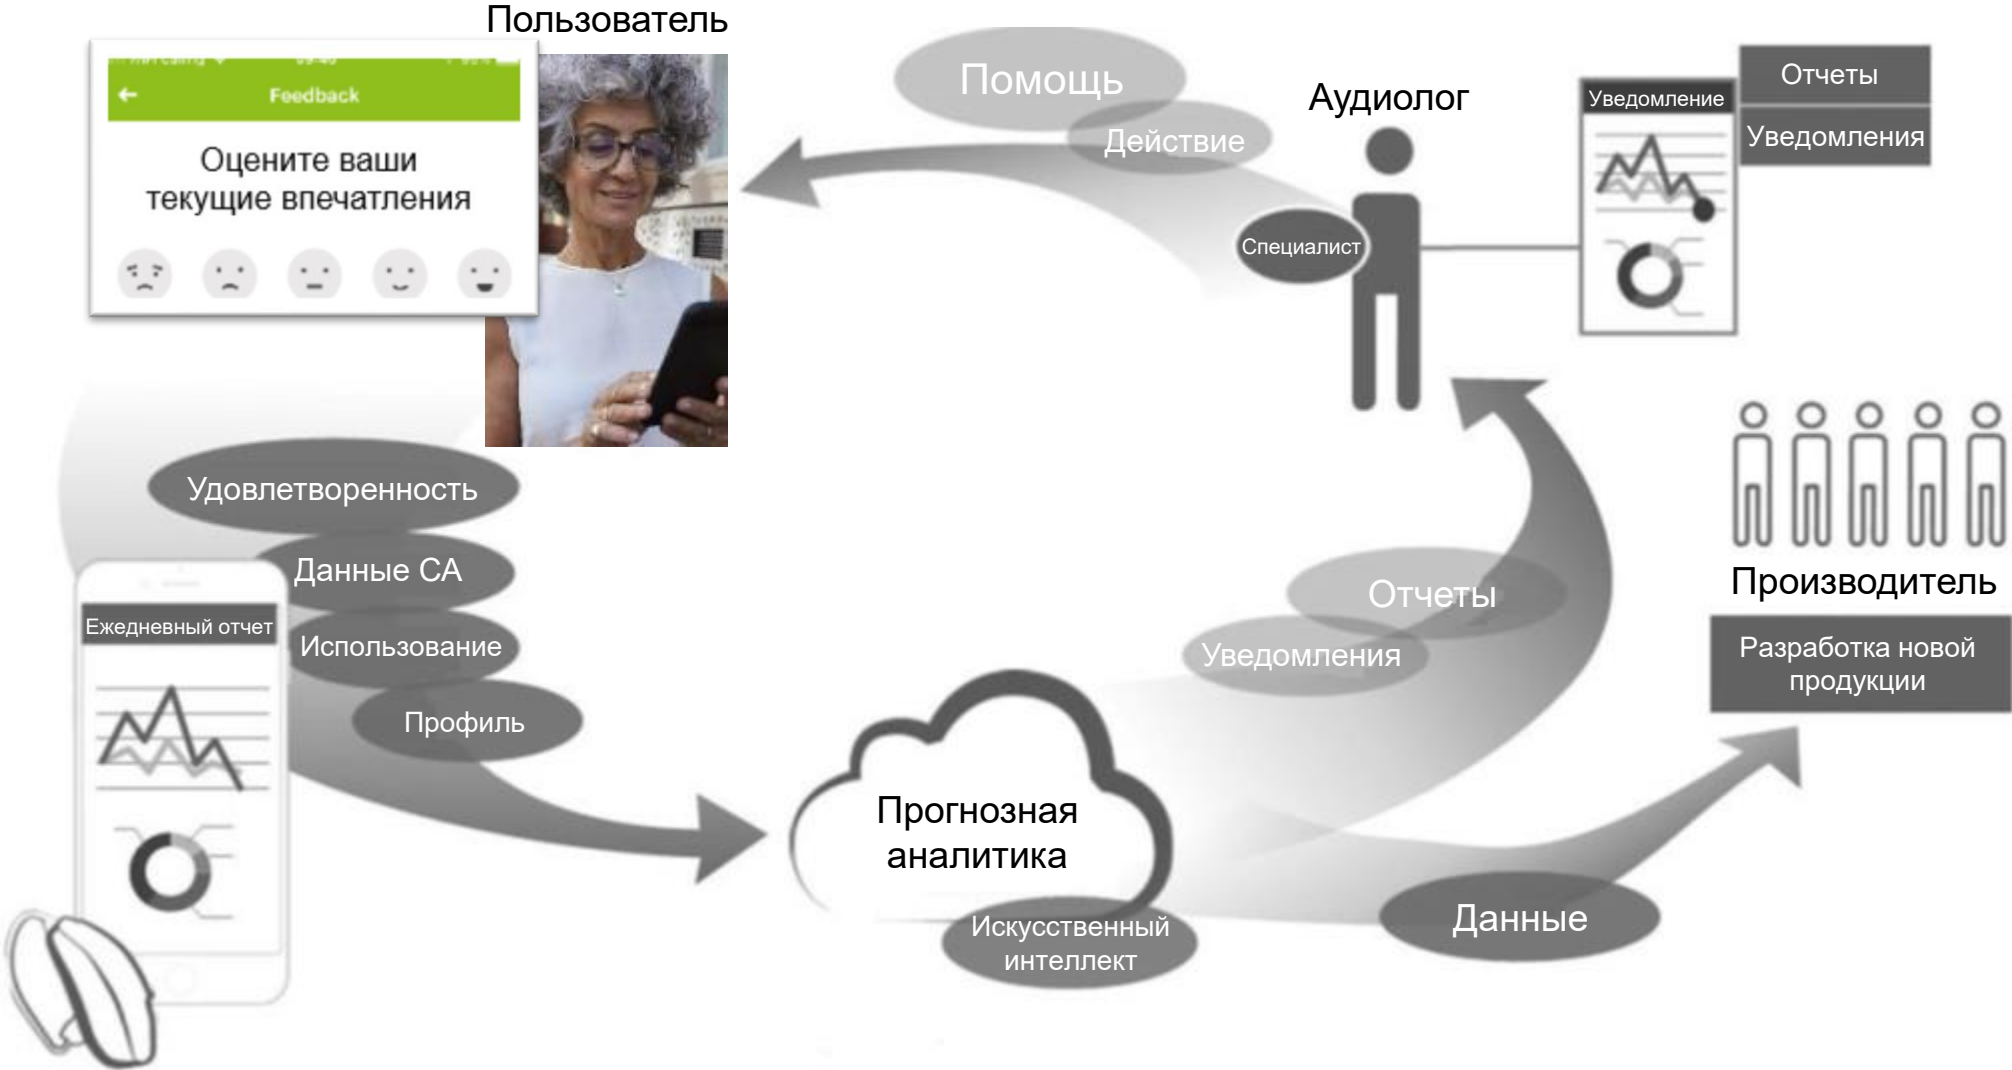 Пользователь
Feedback
Оцените ваши
текущие впечатления
Помощь
Действие
Аудиолог
Специалист
Уведомление
Отчеты
Уведомления
Удовлетворенность
Данные СА
Использование
Профиль
Ежедневный отчет
Прогнозная
аналитика
Искусственный
интеллект
Отчеты
Уведомления
Данные
Производитель
Разработка новой
продукции